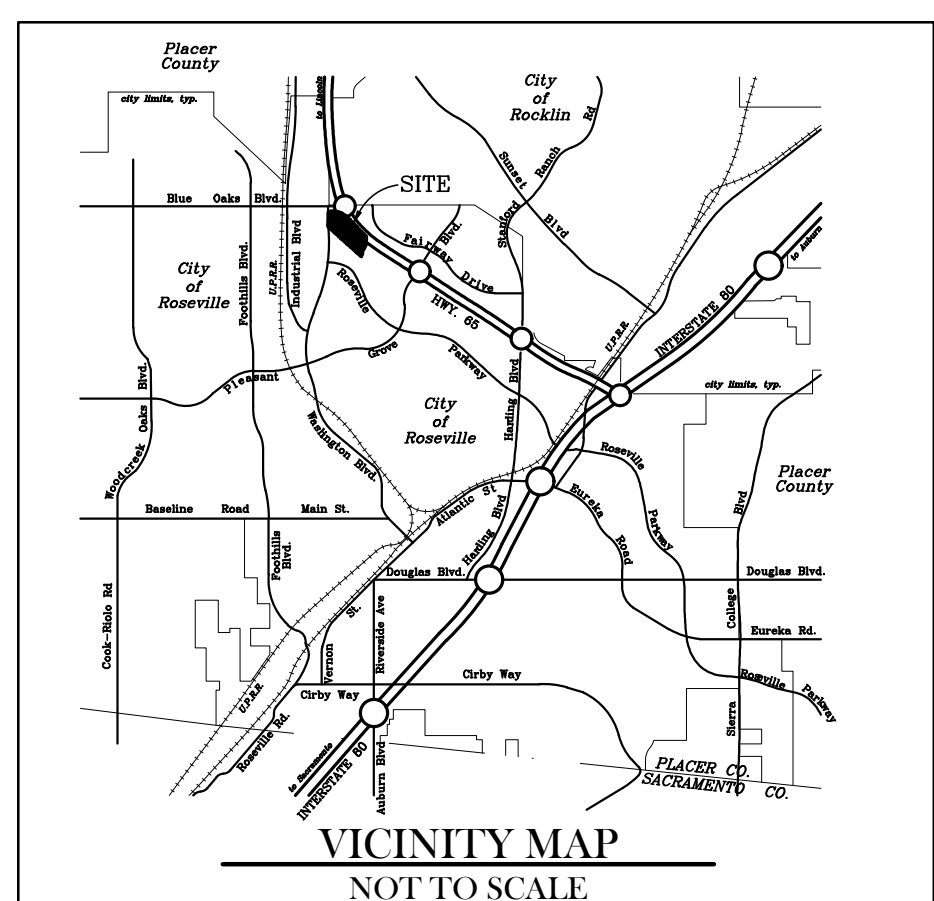 Placer
County
city limits, typ.
to Lincoln
City
of
Rocklin
Sunset
Blvd
Stanford
Ranch
Rd
SITE
Blue Oaks Blvd.
Fairway
Drive
Blvd.
City
of
Roseville
Foothills Blvd.
U.P.R.R.
Industrial Blvd
Roseville
Parkway
HWY. 65
to Auburn
INTERSTATE 80
U.P.R.R.
Pleasant
Grove
Harding Blvd
city limits, typ.
Woodcreek Oaks Blvd.
City
of
Roseville
Wasington Blvd.
Atlantic St
Roseville
Parkway
Placer
County
Eureka
Road
Baseline Road
Main St.
Harding Blvd
Foothills
Blvd.
Douglas Blvd.
Douglas Blvd.
Cook-Riolo Rd
Vernon
St.
Riverside Ave
Sierra College Blvd
Eureka Rd.
Cirby Way
Cirby Way
Roseville
Parkway
U.P.R.R.
Roseville Rd.
to Sacramento
INTERSTATE 80
Auburn Blvd
PLACER CO.
SACRAMENTO CO.
VICINITY MAP
NOT TO SCALE